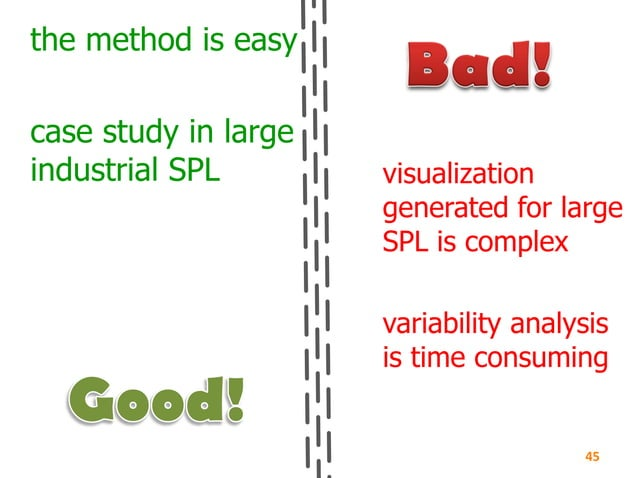 the method is easy
case study in large
industrial SPL
Good!
Bad!
visualization
generated for large
SPL is complex
variability analysis
is time consuming
45